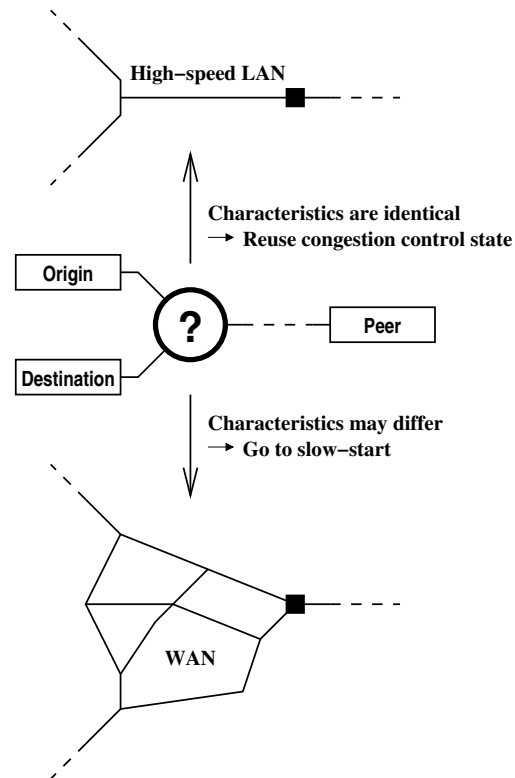 High−speed LAN
Characteristics are identical
→ Reuse congestion control state
Origin
?
Peer
Destination
Characteristics may differ
→ Go to slow−start
WAN